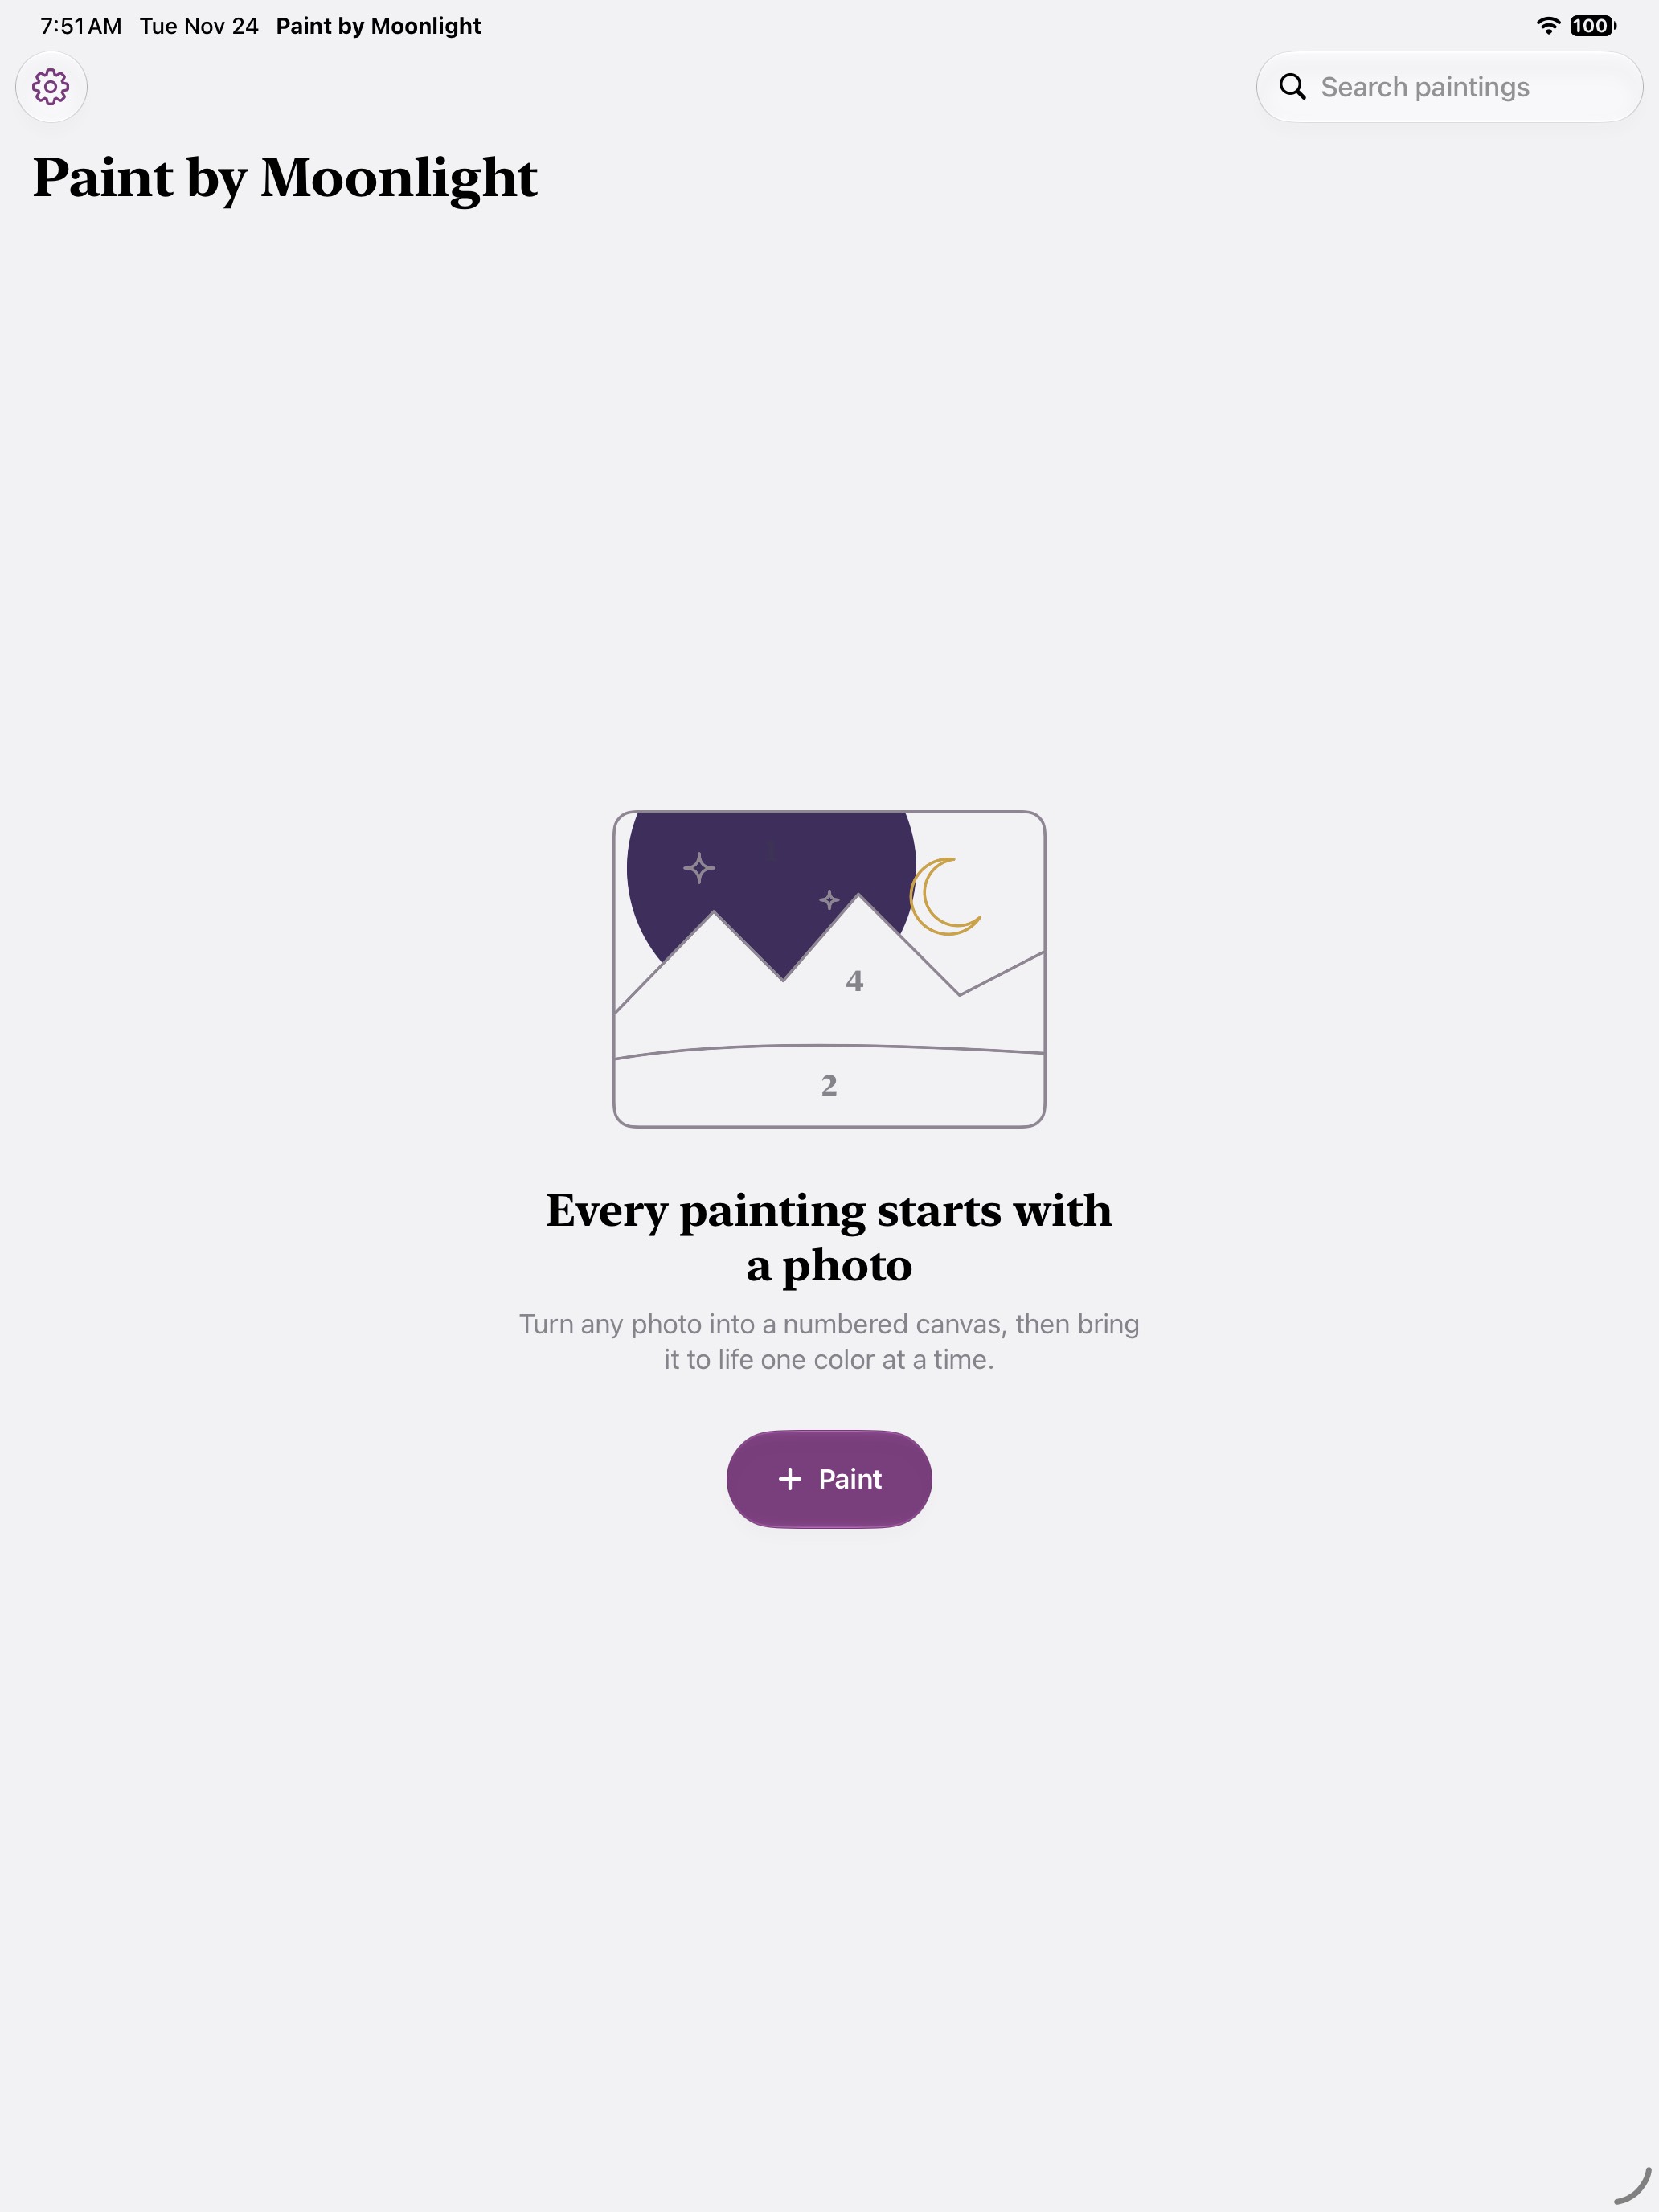 7:51 AM Tue Nov 24 Paint by Moonlight 100
Search paintings
Paint by Moonlight
1
4
2
Every painting starts with
a photo
Turn any photo into a numbered canvas, then bring
it to life one color at a time.
+ Paint